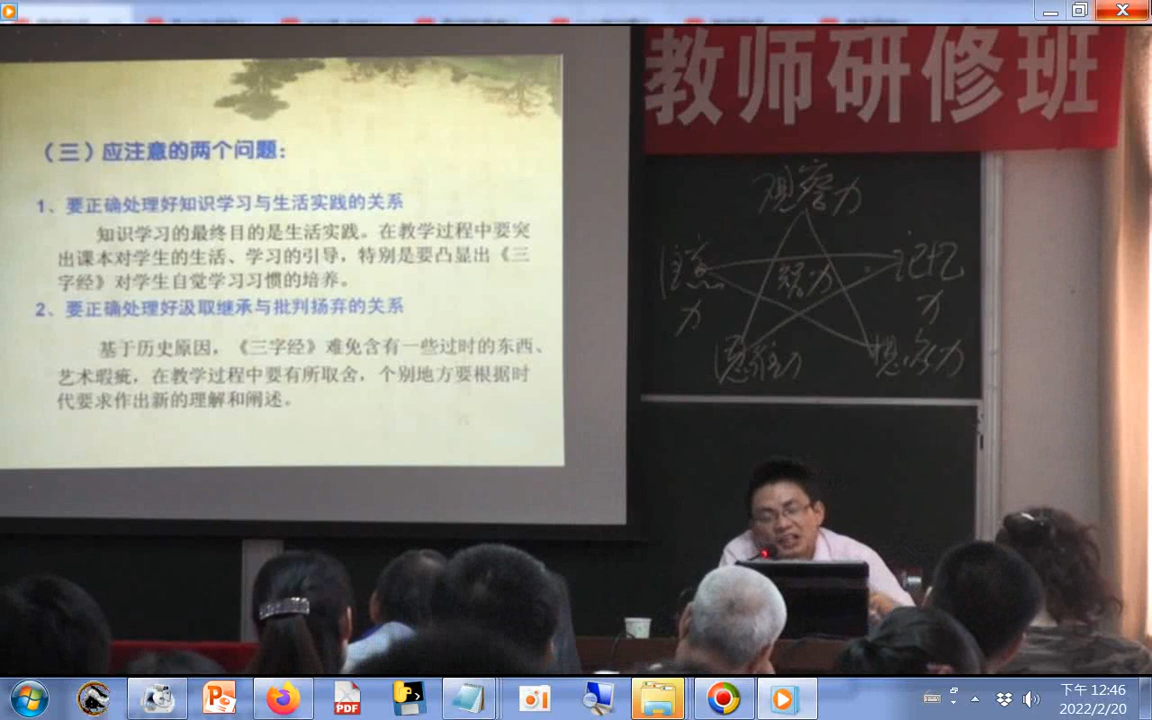 教师研修班
（三）应注意的两个问题：
1、要正确处理好知识学习与生活实践的关系
知识学习的最终目的是生活实践。在教学过程中要突
出课本对学生的生活、学习的引导，特别是要凸显出《三
字经》对学生自觉学习习惯的培养。
2、要正确处理好汲取继承与批判扬弃的关系
基于历史原因，《三字经》难免含有一些过时的东西、
艺术瑕疵，在教学过程中要有所取舍，个别地方要根据时
代要求作出新的理解和阐述。
观察力
注意
力
智力
记忆
力
思维力
想象力
PDF
下午 12:46
2022/2/20